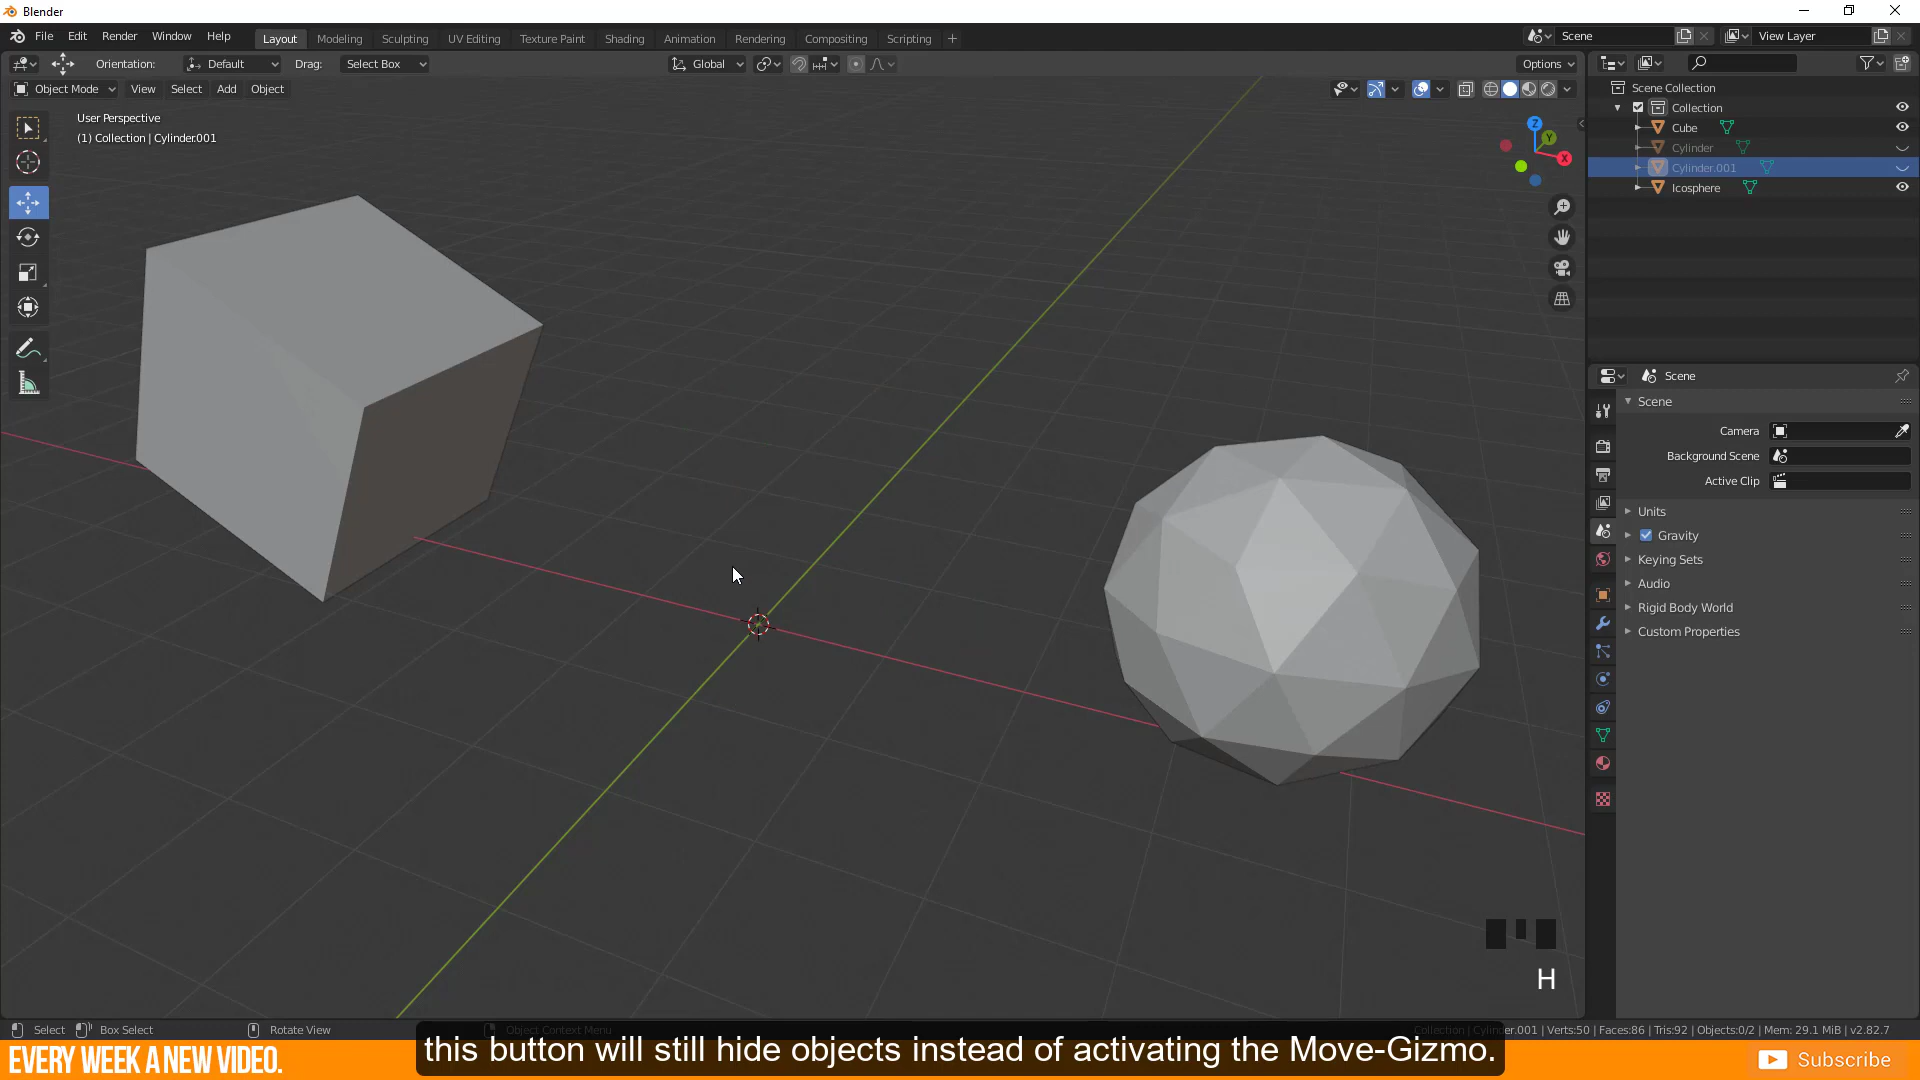 Blender
File Edit Render Window Help
Layout Modeling Sculpting UV Editing Texture Paint Shading Animation Rendering Compositing Scripting +
Scene
View Layer
Orientation: Default Drag: Select Box
Global
Options
Object Mode View Select Add Object
User Perspective
(1) Collection | Cylinder.001
Z
Y
X
Scene Collection
Collection
Cube
Cylinder
Cylinder.001
Icosphere
Scene
Scene
Camera
Background Scene
Active Clip
Units
Gravity
Keying Sets
Audio
Rigid Body World
Custom Properties
H
Select Box Select Rotate View Object Context Menu
Collection | Cylinder.001 | Verts:50 | Faces:86 | Tris:92 | Objects:0/2 | Mem: 29.1 MiB | v2.82.7
this button will still hide objects instead of activating the Move-Gizmo.
EVERY WEEK A NEW VIDEO.
Subscribe